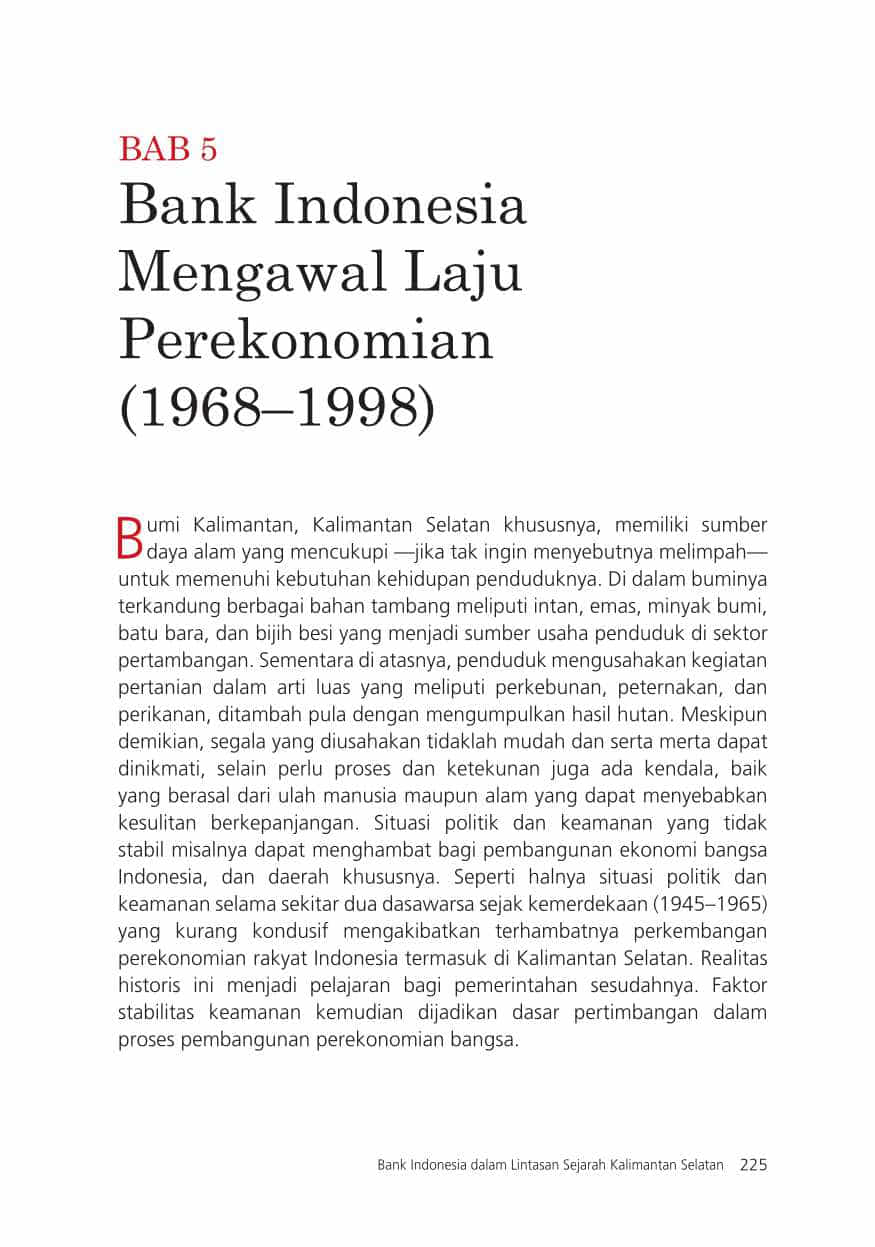 BAB 5
Bank Indonesia
Mengawal Laju
Perekonomian
(1968–1998)
Bumi Kalimantan, Kalimantan Selatan khususnya, memiliki sumber
daya alam yang mencukupi —jika tak ingin menyebutnya melimpah—
untuk memenuhi kebutuhan kehidupan penduduknya. Di dalam buminya
terkandung berbagai bahan tambang meliputi intan, emas, minyak bumi,
batu bara, dan bijih besi yang menjadi sumber usaha penduduk di sektor
pertambangan. Sementara di atasnya, penduduk mengusahakan kegiatan
pertanian dalam arti luas yang meliputi perkebunan, peternakan, dan
perikanan, ditambah pula dengan mengumpulkan hasil hutan. Meskipun
demikian, segala yang diusahakan tidaklah mudah dan serta merta dapat
dinikmati, selain perlu proses dan ketekunan juga ada kendala, baik
yang berasal dari ulah manusia maupun alam yang dapat menyebabkan
kesulitan berkepanjangan. Situasi politik dan keamanan yang tidak
stabil misalnya dapat menghambat bagi pembangunan ekonomi bangsa
Indonesia, dan daerah khususnya. Seperti halnya situasi politik dan
keamanan selama sekitar dua dasawarsa sejak kemerdekaan (1945–1965)
yang kurang kondusif mengakibatkan terhambatnya perkembangan
perekonomian rakyat Indonesia termasuk di Kalimantan Selatan. Realitas
historis ini menjadi pelajaran bagi pemerintahan sesudahnya. Faktor
stabilitas keamanan kemudian dijadikan dasar pertimbangan dalam
proses pembangunan perekonomian bangsa.
Bank Indonesia dalam Lintasan Sejarah Kalimantan Selatan 225